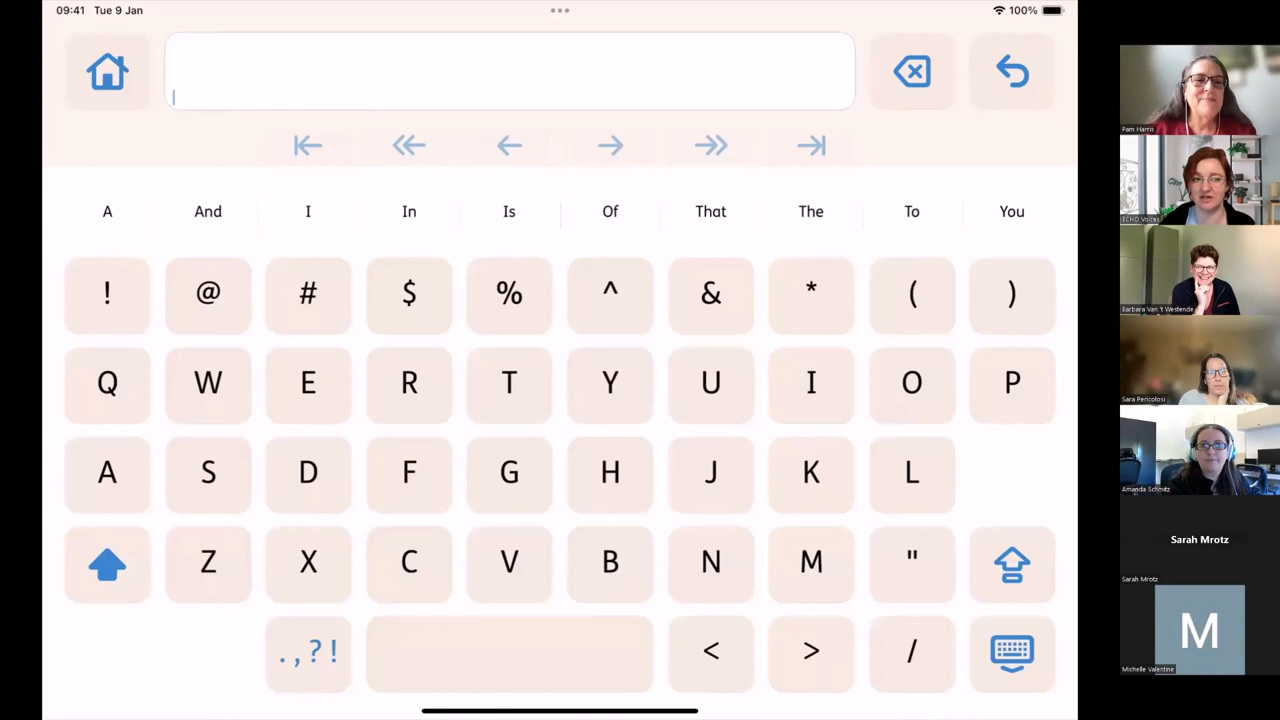 09:41 Tue 9 Jan
100%
A And I In Is Of That The To You
! @ # $ % ^ & * ( )
Q W E R T Y U I O P
A S D F G H J K L
Z X C V B N M "
.,?! < > /
Pam Harris
ECHO Voices
Barbara Van 't Westende
Sara Pericolosi
Amanda Schmitz
Sarah Mrotz
Sarah Mrotz
M
Michelle Valentine